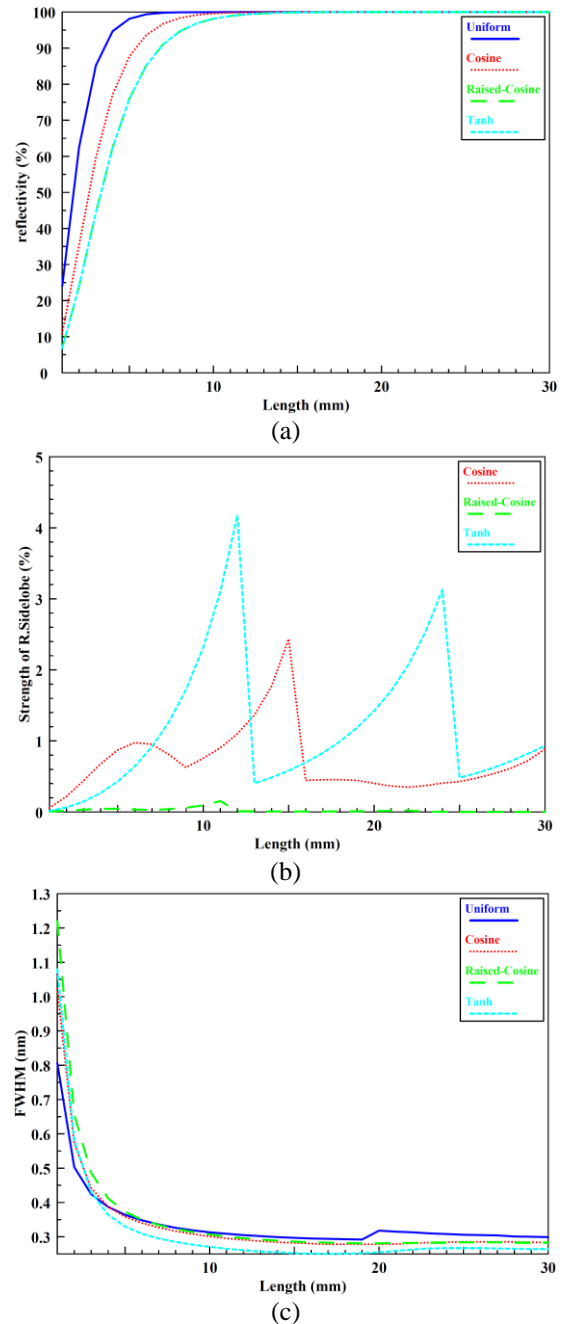 100
90
80
70
60
50
40
30
20
10
0
reflectivity (%)
Uniform
Cosine
Raised-Cosine
Tanh
10
20
30
Length (mm)
(a)
5
4
3
2
1
0
Strength of R.Sidelobe (%)
Cosine
Raised-Cosine
Tanh
10
20
30
Length (mm)
(b)
1.3
1.2
1.1
1.0
0.9
0.8
0.7
0.6
0.5
0.4
0.3
FWHM (nm)
Uniform
Cosine
Raised-Cosine
Tanh
10
20
30
Length (mm)
(c)